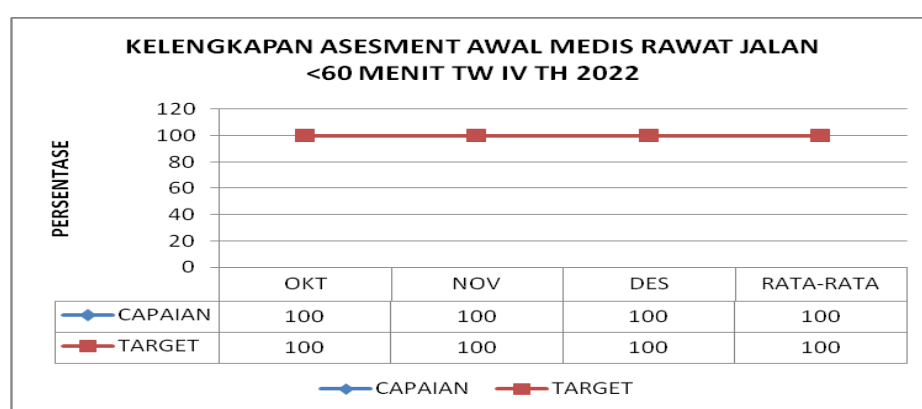 KELENGKAPAN ASESMENT AWAL MEDIS RAWAT JALAN
<60 MENIT TW IV TH 2022
PERSENTASE
120
100
80
60
40
20
0
OKT NOV DES RATA-RATA
CAPAIAN 100 100 100 100
TARGET 100 100 100 100
CAPAIAN TARGET